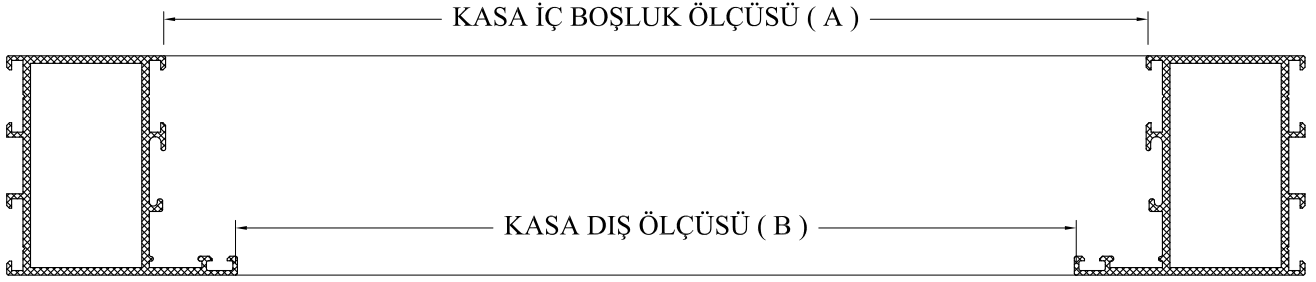 KASA İÇ BOŞLUK ÖLÇÜSÜ ( A )
KASA DIŞ ÖLÇÜSÜ ( B )